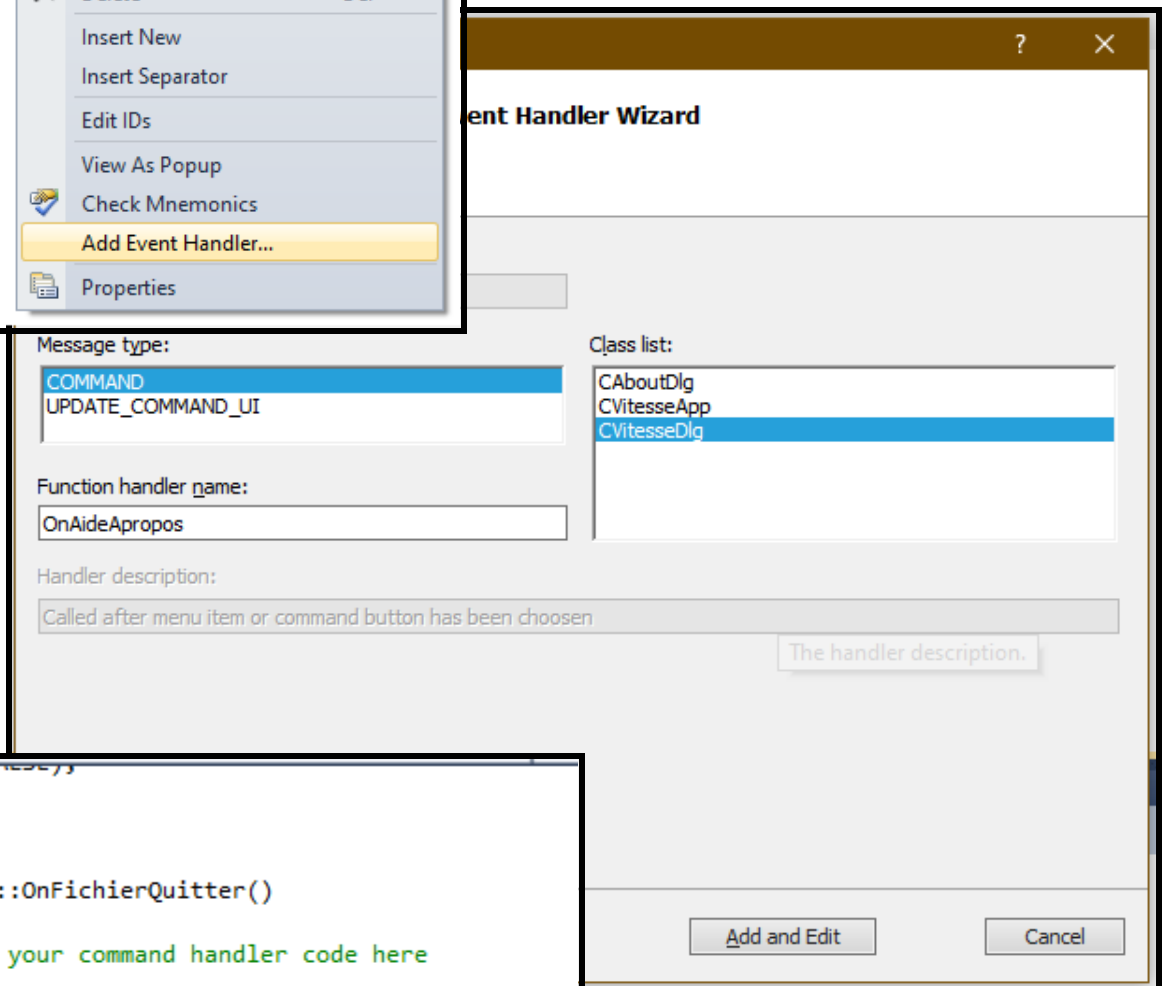 Insert New
Insert Separator
Edit IDs
View As Popup
Check Mnemonics
Add Event Handler...
Properties
?
ent Handler Wizard
Message type:
COMMAND
UPDATE_COMMAND_UI
Class list:
CAboutDlg
CVitesseApp
CVitesseDlg
Function handler name:
OnAideApropos
Handler description:
Called after menu item or command button has been choosen
The handler description.
::OnFichierQuitter()
your command handler code here
Add and Edit
Cancel